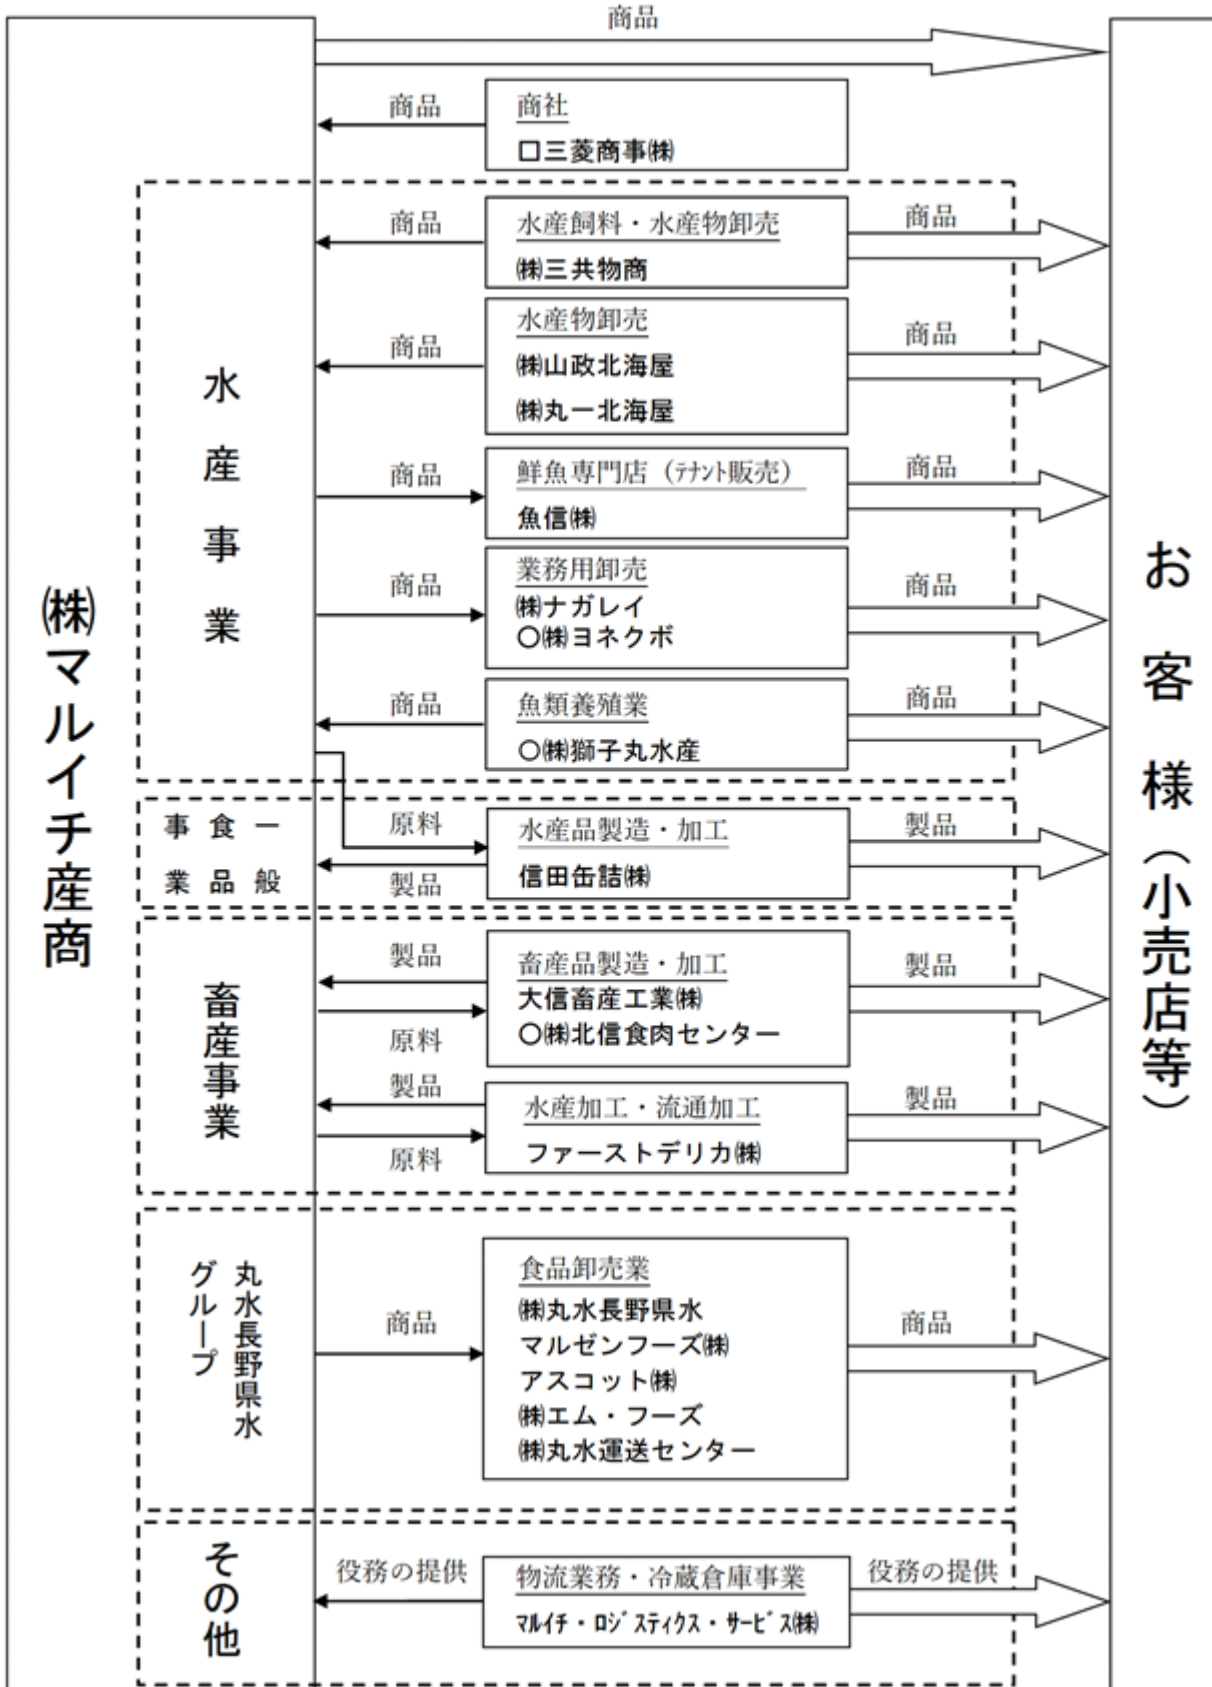 商品
㈱マルイチ産商
お客様（小売店等）
商品
商社
□三菱商事㈱
水産事業
商品
水産飼料・水産物卸売
㈱三共物商
商品
商品
水産物卸売
㈱山政北海屋
㈱丸一北海屋
商品
商品
鮮魚専門店（ﾃﾅﾝﾄ販売）
魚信㈱
商品
商品
業務用卸売
㈱ナガレイ
○㈱ヨネクボ
商品
商品
魚類養殖業
○㈱獅子丸水産
商品
一般食品事業
原料
製品
水産品製造・加工
信田缶詰㈱
製品
畜産事業
製品
原料
畜産品製造・加工
大信畜産工業㈱
○㈱北信食肉センター
製品
製品
原料
水産加工・流通加工
ファーストデリカ㈱
製品
丸水長野県水
グループ
商品
食品卸売業
㈱丸水長野県水
マルゼンフーズ㈱
アスコット㈱
㈱エム・フーズ
㈱丸水運送センター
商品
その他
役務の提供
物流業務・冷蔵倉庫事業
ﾏﾙｲﾁ・ﾛｼﾞｽﾃｨｸｽ・ｻｰﾋﾞｽ㈱
役務の提供